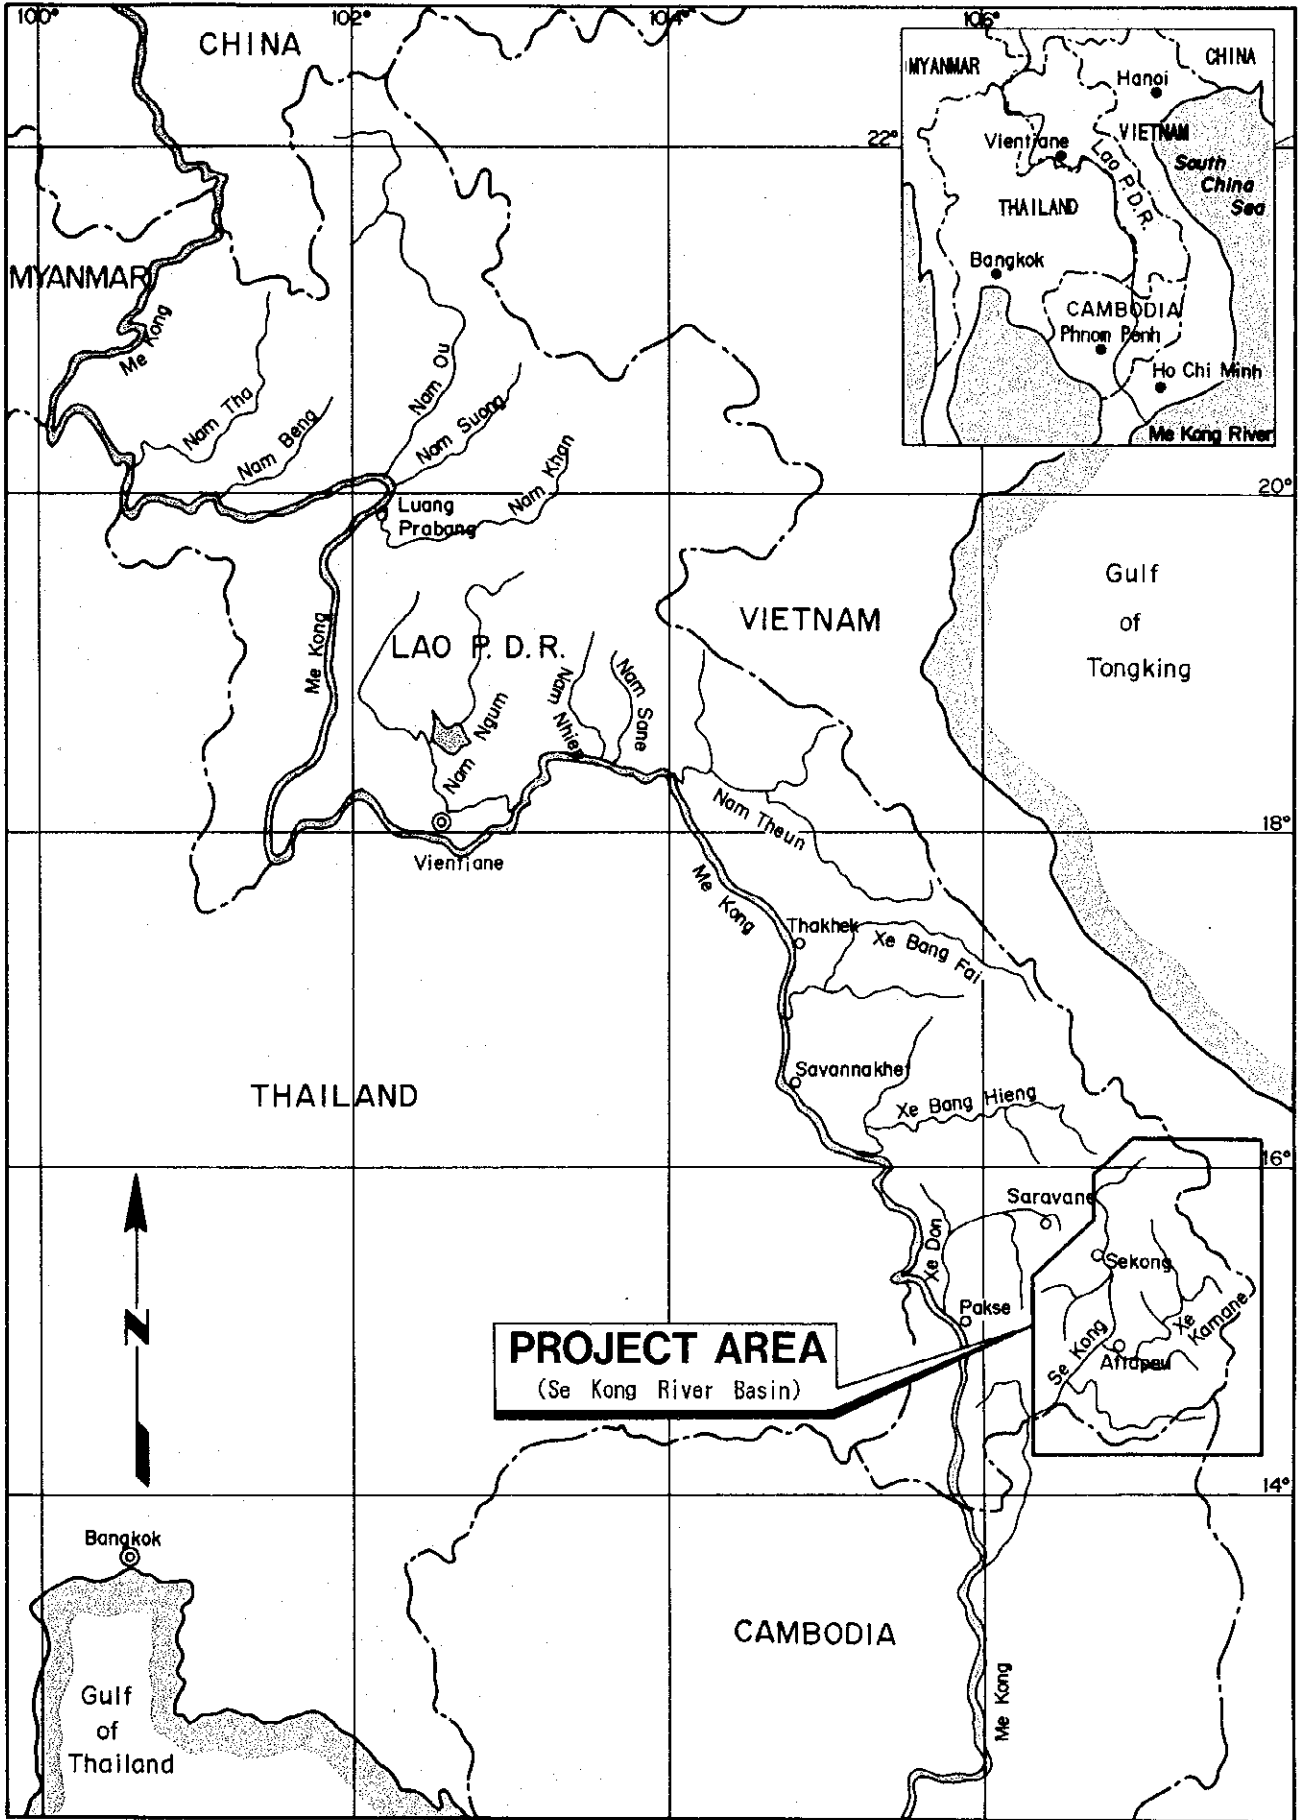 100°
102°
104°
106°
CHINA
MYANMAR
CHINA
Hanoi
VIETNAM
Vientiane
Lao P.D.R.
South
China
Sea
THAILAND
Bangkok
CAMBODIA
Phnom Penh
Ho Chi Minh
Me Kong River
22°
MYANMAR
Me Kong
Nam Tha
Nam Beng
Nam Ou
Nam Suong
Nam Khan
Luang
Prabang
20°
Gulf
of
Tongking
Me Kong
LAO P. D. R.
VIETNAM
Nam Ngum
Nam Nhiep
Nam Sane
Nam Theun
18°
Vientiane
Me Kong
Thakhek
Xe Bang Fai
THAILAND
Savannakhet
Xe Bang Hieng
16°
Saravane
Xe Don
Sekong
Xe
Kamane
Pakse
Se Kong
Attapeu
PROJECT AREA
(Se Kong River Basin)
N
14°
Bangkok
CAMBODIA
Me Kong
Gulf
of
Thailand